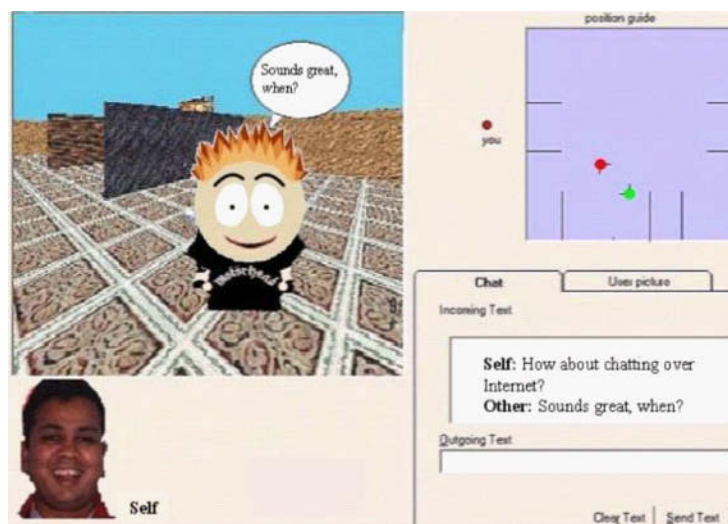 position guide
Sounds great,
when?
you
Motörhead
Chat
User picture
Incoming Text
Self: How about chatting over
Internet?
Other: Sounds great, when?
Outgoing Text
Self
Clear Text
Send Text